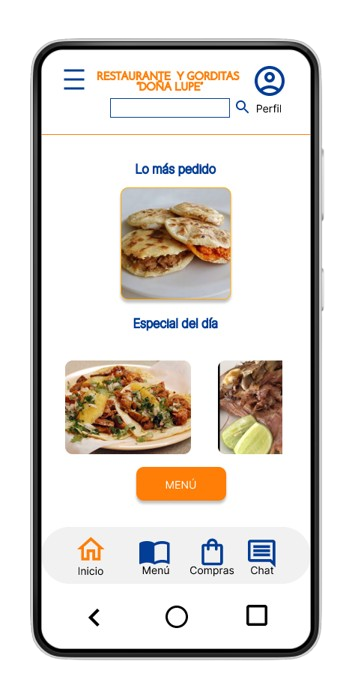 RESTAURANTE Y GORDITAS
"DOÑA LUPE"
Perfil
Lo más pedido
Especial del día
MENÚ
Inicio
Menú
Compras
Chat